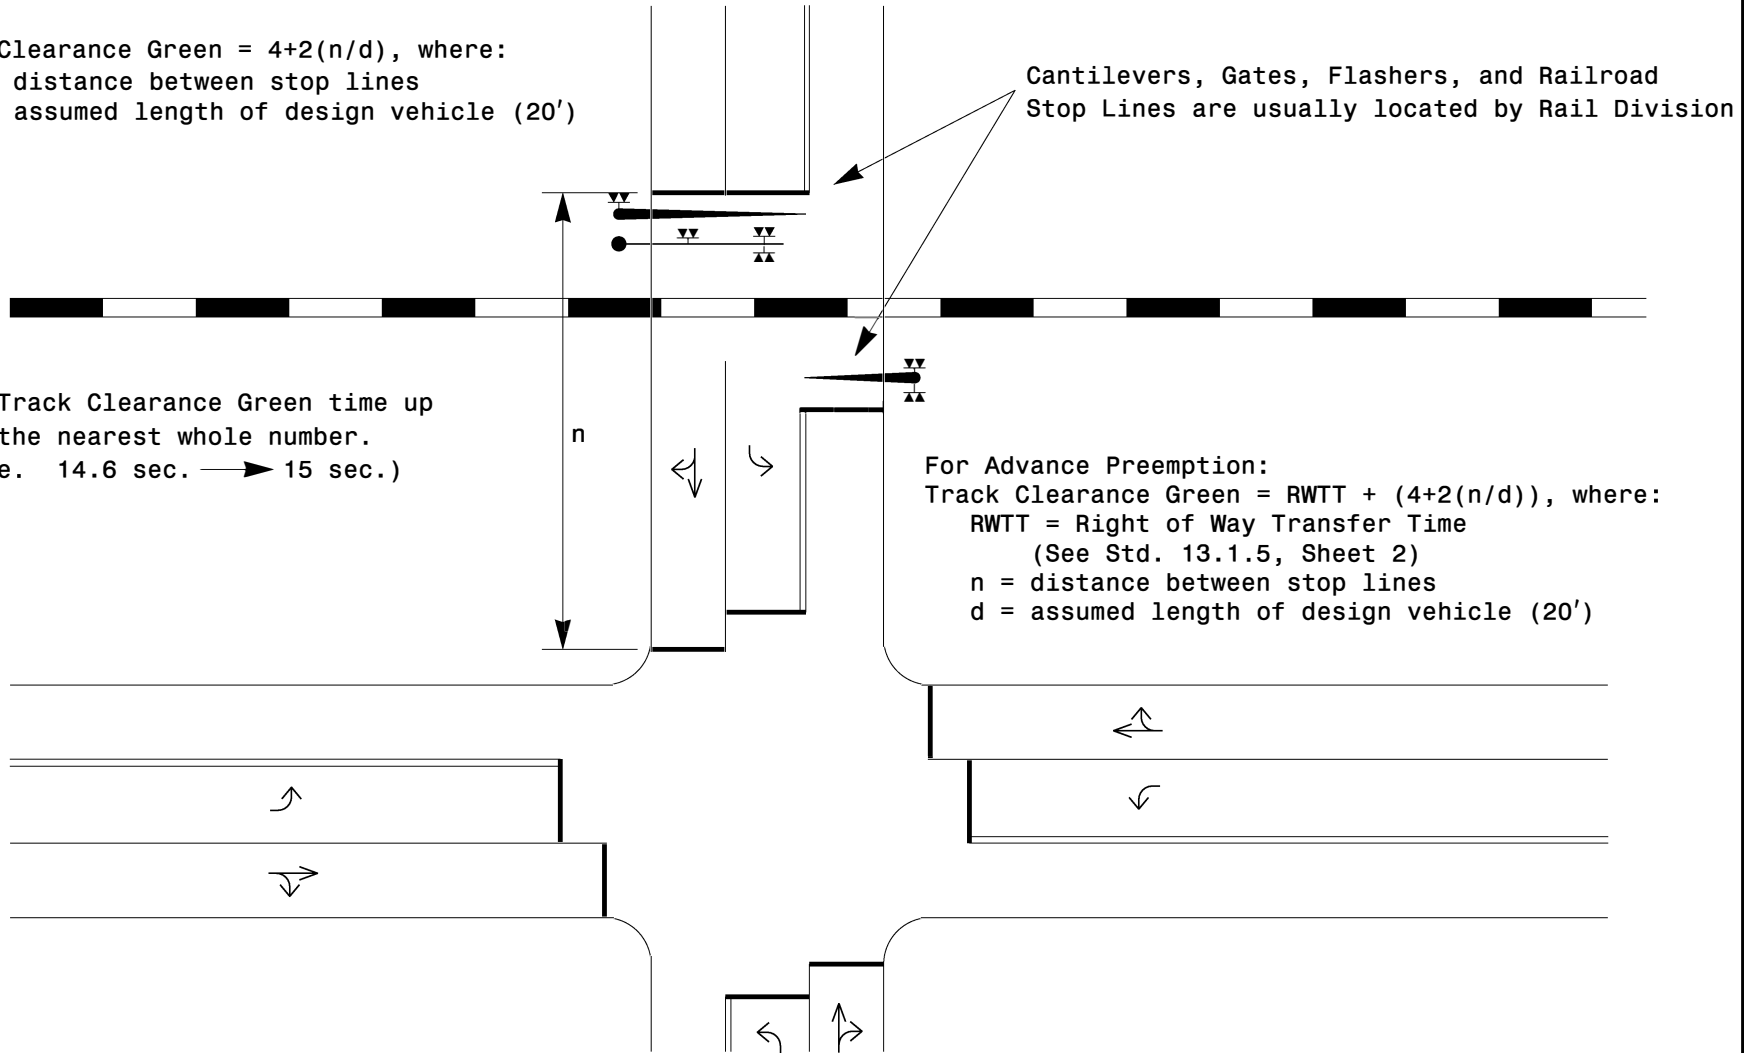 Clearance Green = 4+2(n/d), where:
distance between stop lines
assumed length of design vehicle (20')
Cantilevers, Gates, Flashers, and Railroad
Stop Lines are usually located by Rail Division
Track Clearance Green time up
the nearest whole number.
e. 14.6 sec. 15 sec.)
n
For Advance Preemption:
Track Clearance Green = RWTT + (4+2(n/d)), where:
RWTT = Right of Way Transfer Time
(See Std. 13.1.5, Sheet 2)
n = distance between stop lines
d = assumed length of design vehicle (20')